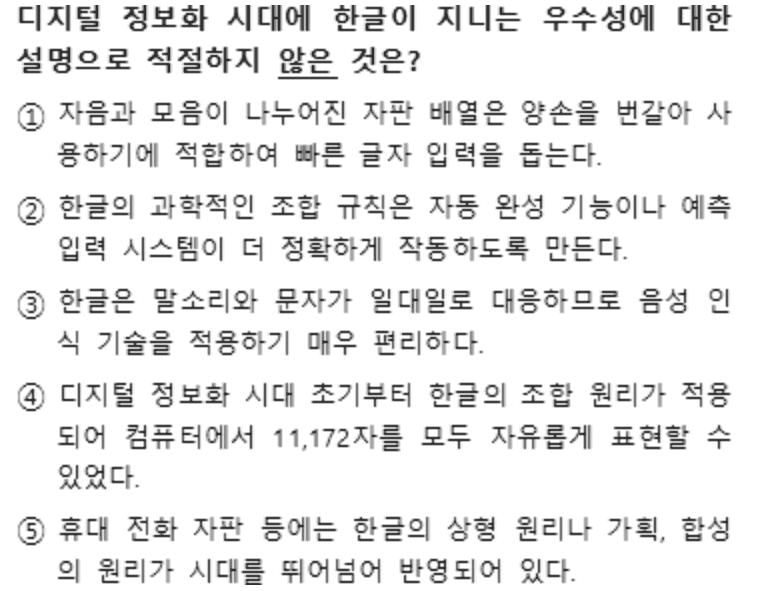 디지털 정보화 시대에 한글이 지니는 우수성에 대한
설명으로 적절하지 않은 것은?
① 자음과 모음이 나누어진 자판 배열은 양손을 번갈아 사
용하기에 적합하여 빠른 글자 입력을 돕는다.
② 한글의 과학적인 조합 규칙은 자동 완성 기능이나 예측
입력 시스템이 더 정확하게 작동하도록 만든다.
③ 한글은 말소리와 문자가 일대일로 대응하므로 음성 인
식 기술을 적용하기 매우 편리하다.
④ 디지털 정보화 시대 초기부터 한글의 조합 원리가 적용
되어 컴퓨터에서 11,172자를 모두 자유롭게 표현할 수
있었다.
⑤ 휴대 전화 자판 등에는 한글의 상형 원리나 가획, 합성
의 원리가 시대를 뛰어넘어 반영되어 있다.